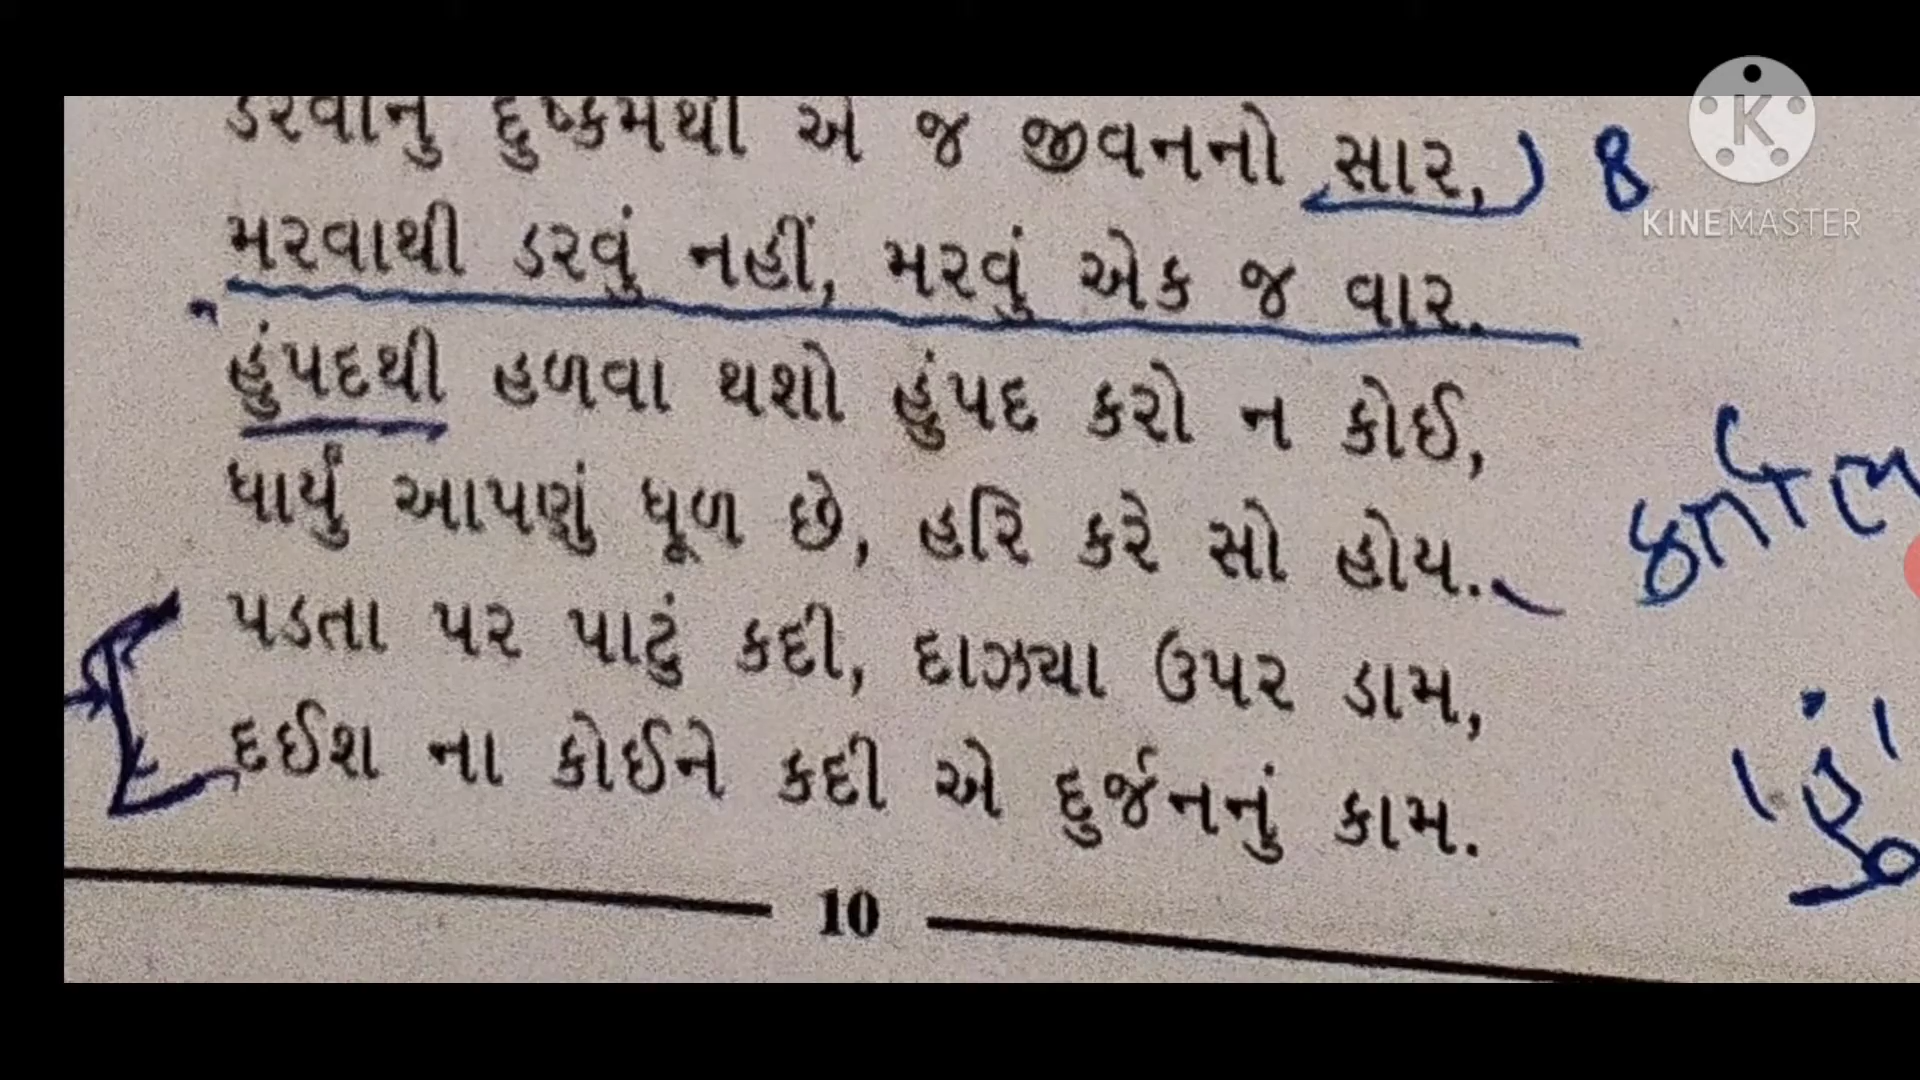 ડરવાનું દુષ્કર્મથી એ જ જીવનનો સાર, 8
મરવાથી ડરવું નહીં, મરવું એક જ વાર.
હુંપદથી હળવા થશો હુંપદ કરો ન કોઈ,
ધાર્યું આપણું ધૂળ છે, હરિ કરે સો હોય.
પડતા પર પાટું કદી, દાઝ્યા ઉપર ડામ,
દઈશ ના કોઈને કદી એ દુર્જનનું કામ.
'હું'
10
K
KINEMASTER